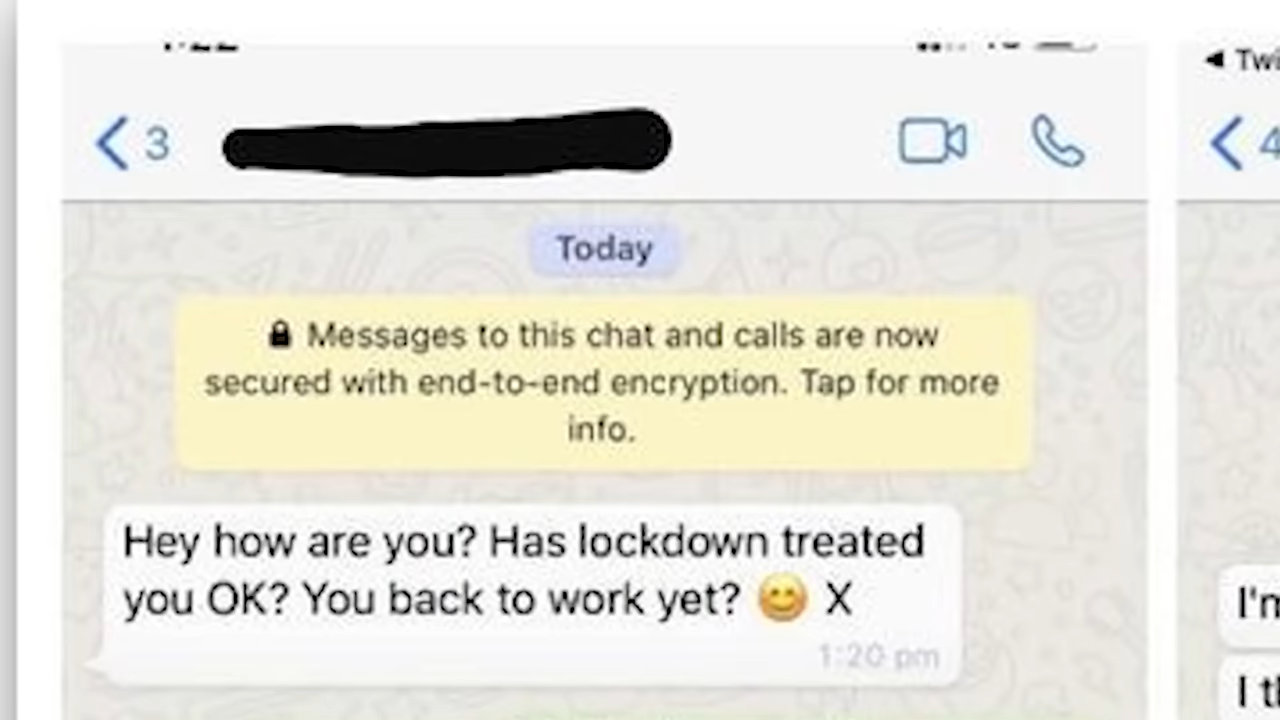 3
Today
Messages to this chat and calls are now
secured with end-to-end encryption. Tap for more
info.
Hey how are you? Has lockdown treated
you OK? You back to work yet? 😊 X
1:20 pm
4